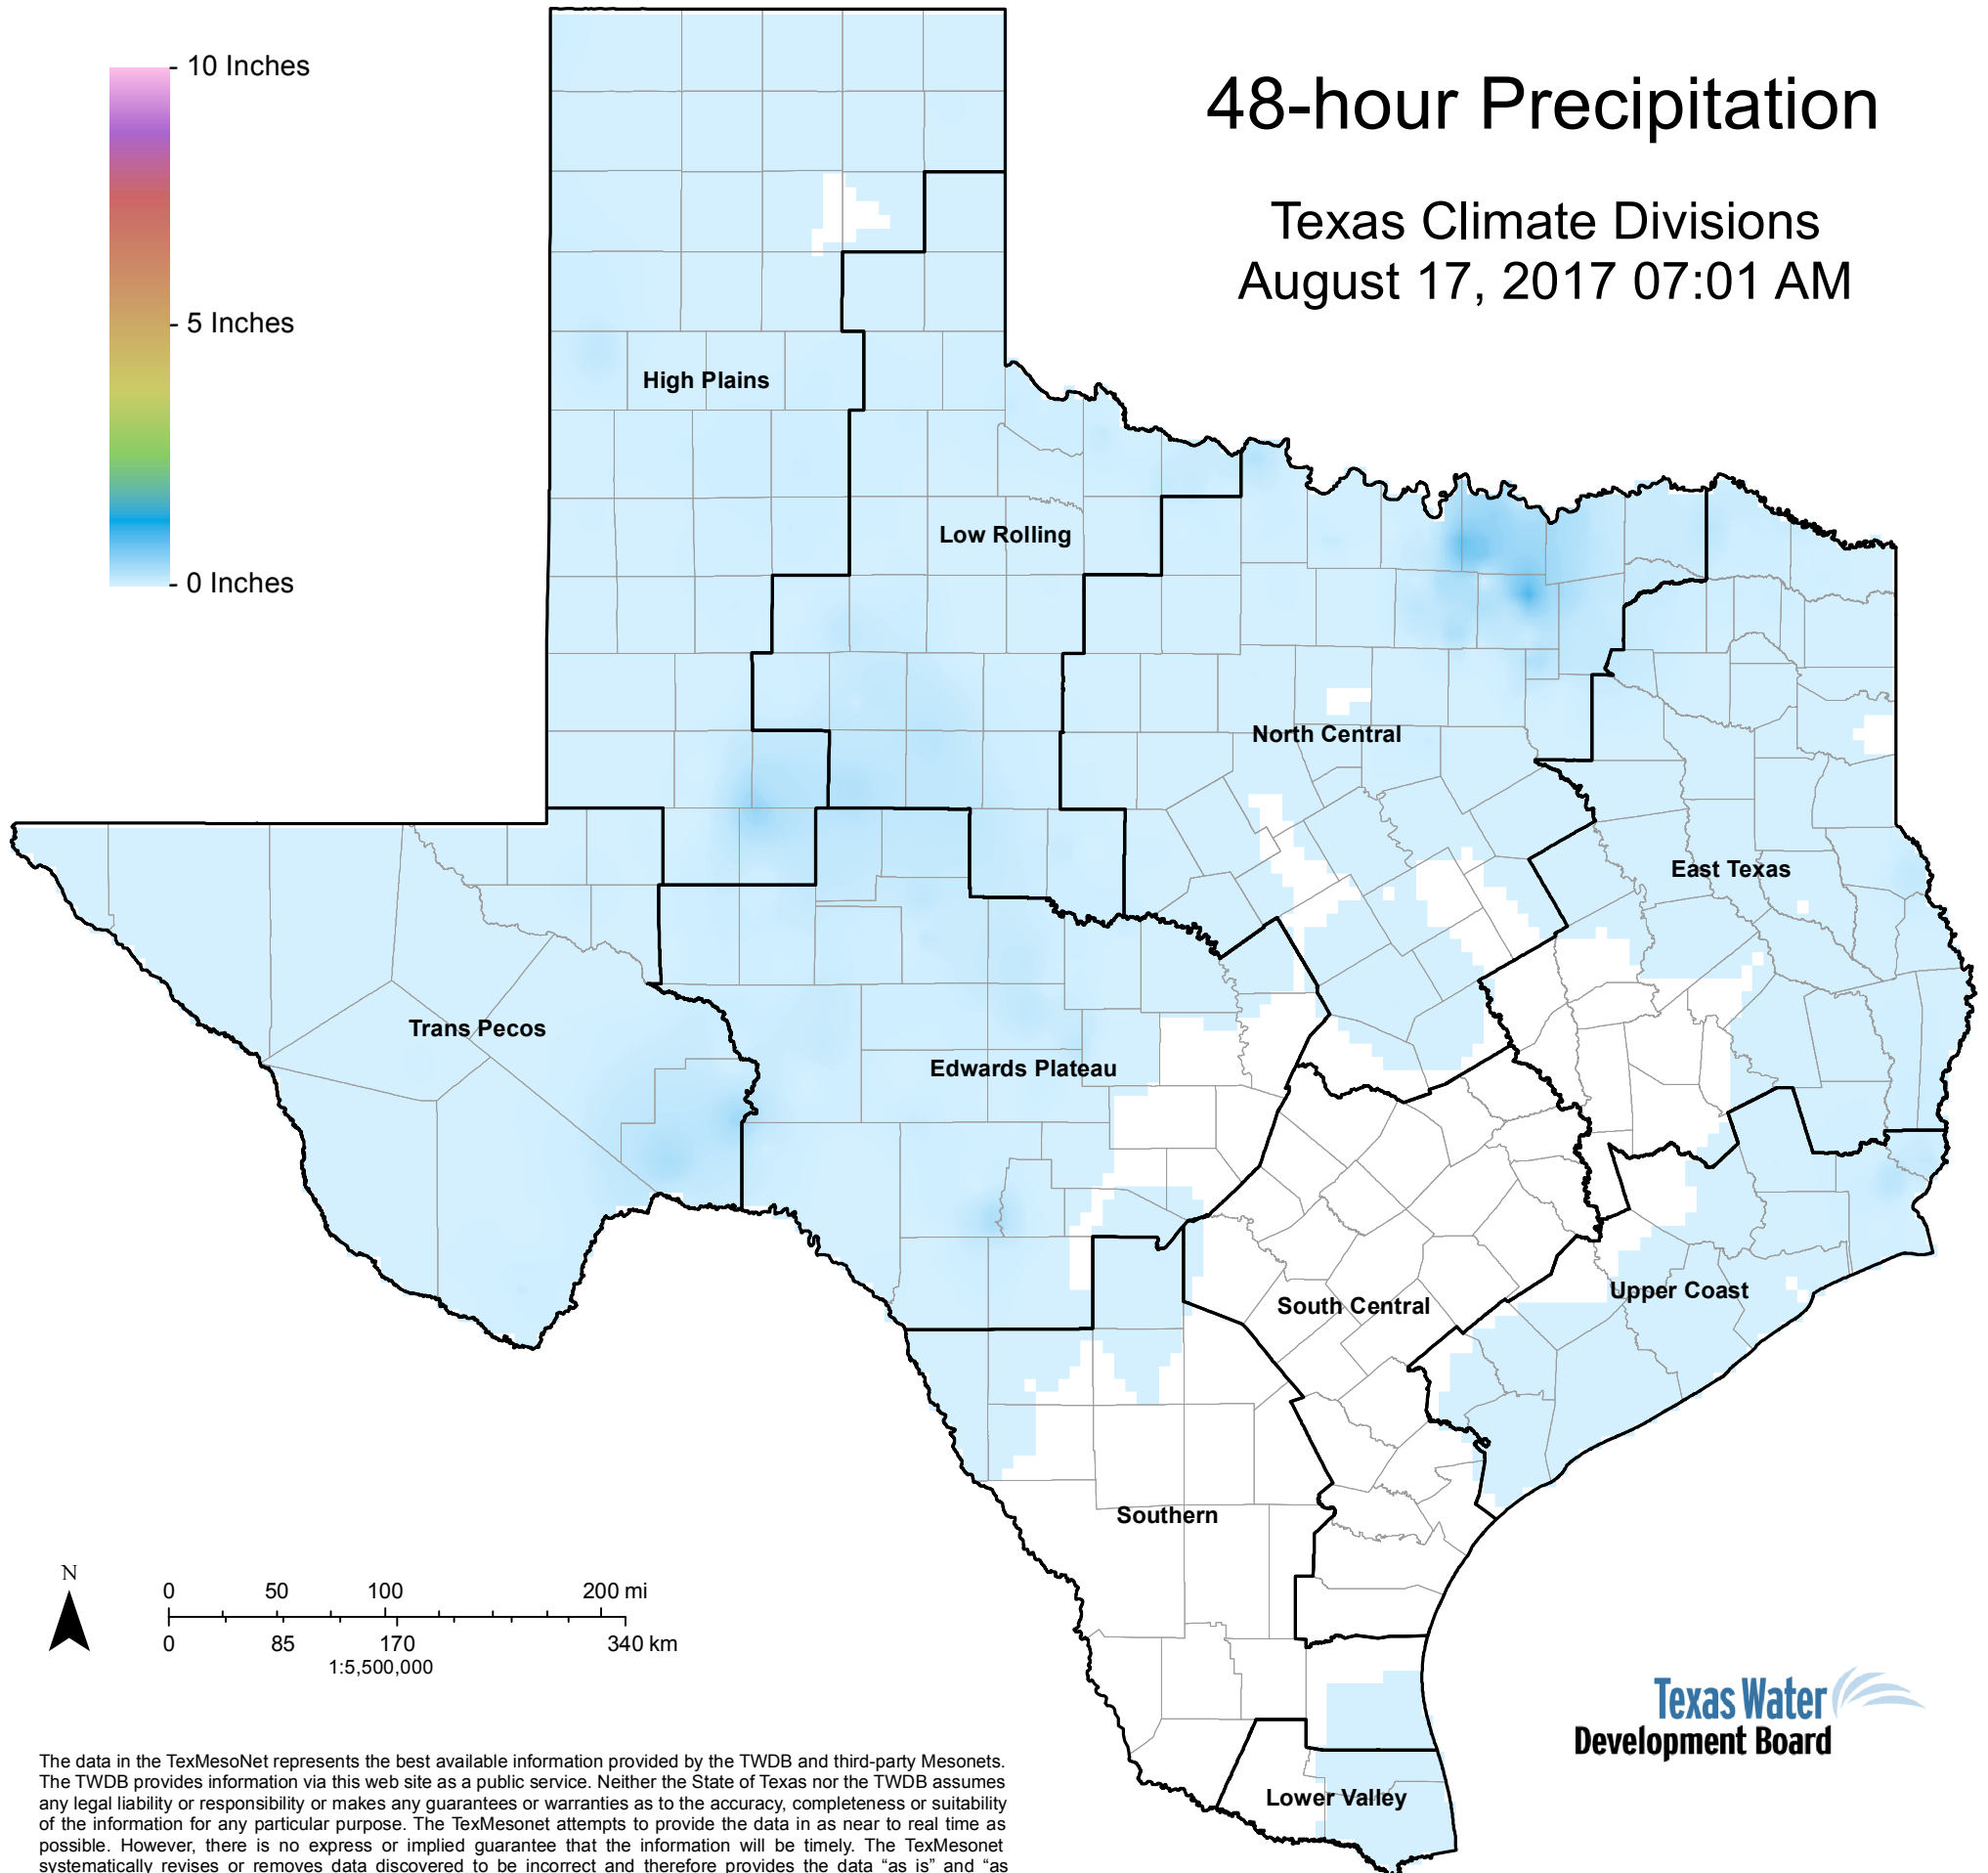 48-hour Precipitation
Texas Climate Divisions
August 17, 2017 07:01 AM
10 Inches
5 Inches
0 Inches
High Plains
Low Rolling
North Central
East Texas
Trans Pecos
Edwards Plateau
South Central
Upper Coast
Southern
Lower Valley
N
0 50 100 200 mi
0 85 170 340 km
1:5,500,000
Texas Water
Development Board
The data in the TexMesoNet represents the best available information provided by the TWDB and third-party Mesonets.
The TWDB provides information via this web site as a public service. Neither the State of Texas nor the TWDB assumes
any legal liability or responsibility or makes any guarantees or warranties as to the accuracy, completeness or suitability
of the information for any particular purpose. The TexMesonet attempts to provide the data in as near to real time as
possible. However, there is no express or implied guarantee that the information will be timely. The TexMesonet
systematically revises or removes data discovered to be incorrect and therefore provides the data “as is” and “as